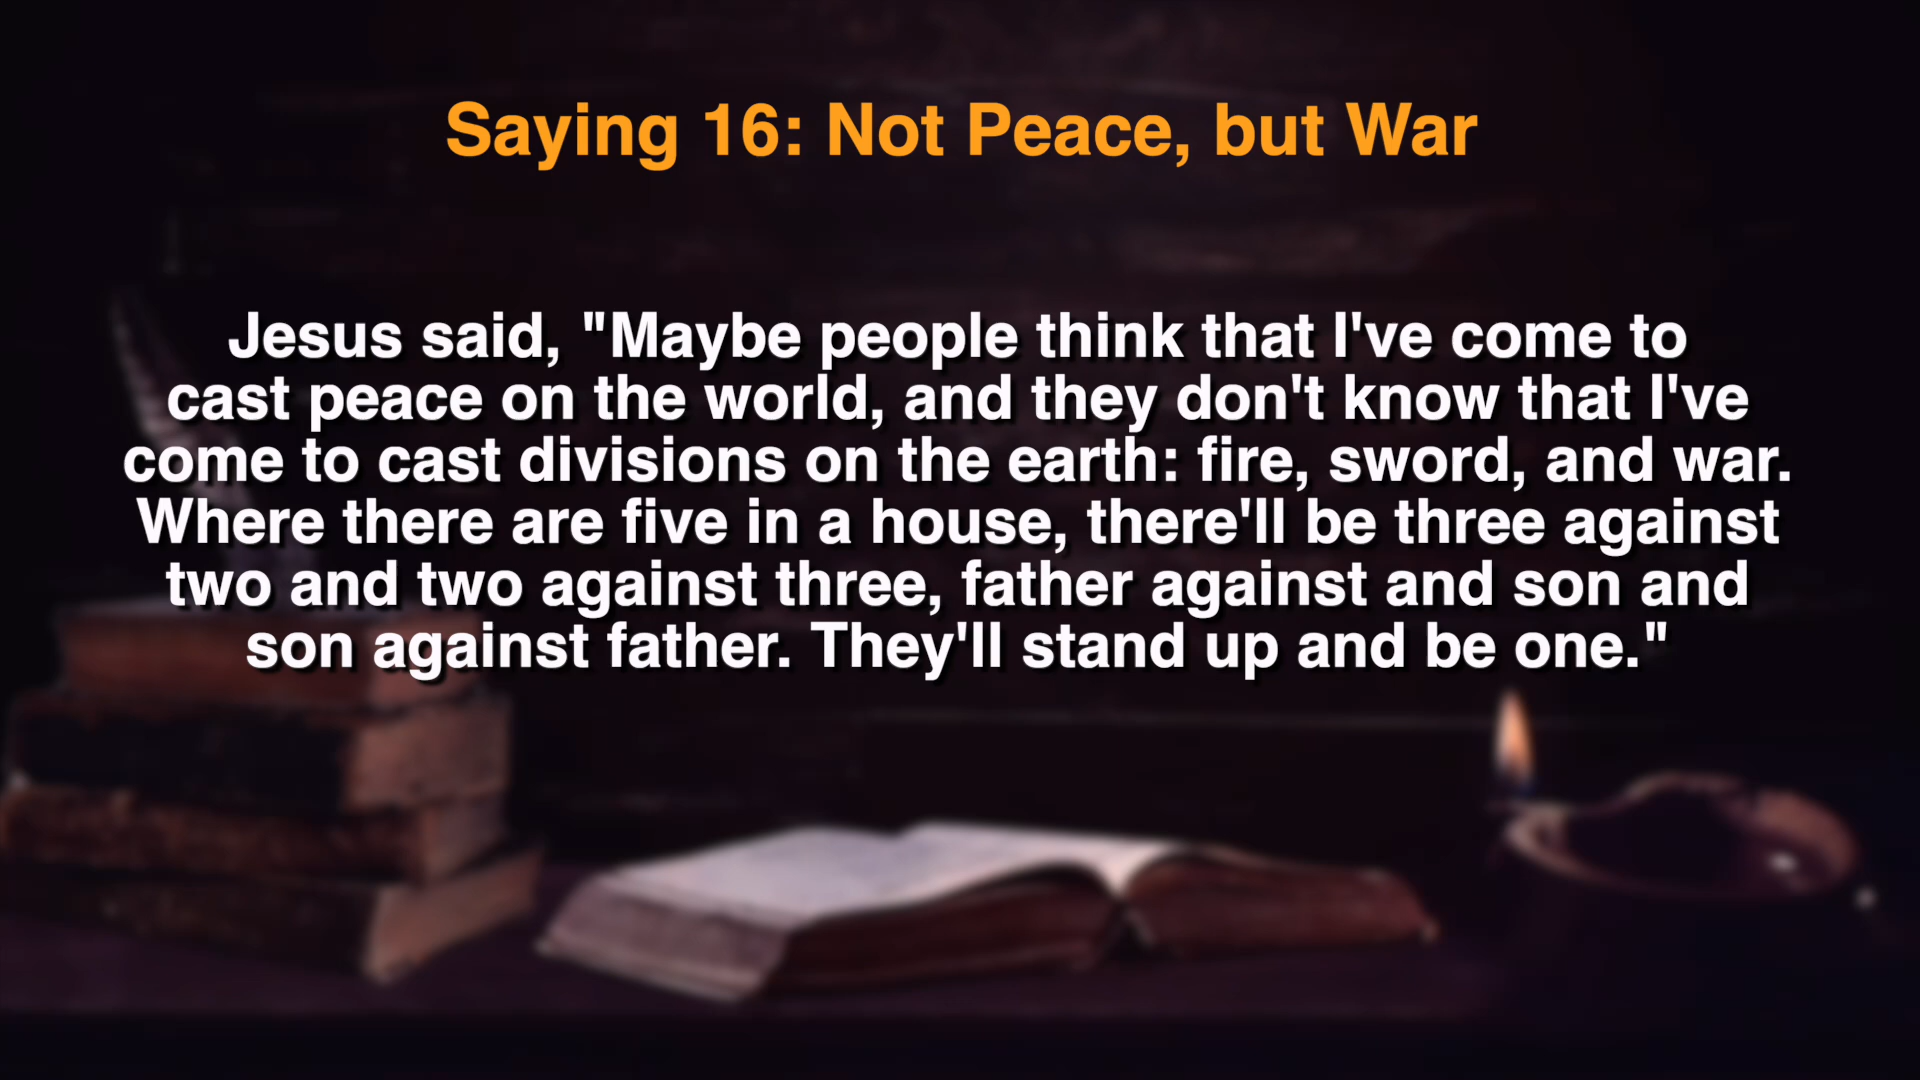 Saying 16: Not Peace, but War
Jesus said, "Maybe people think that I've come to
cast peace on the world, and they don't know that I've
come to cast divisions on the earth: fire, sword, and war.
Where there are five in a house, there'll be three against
two and two against three, father against and son and
son against father. They'll stand up and be one."